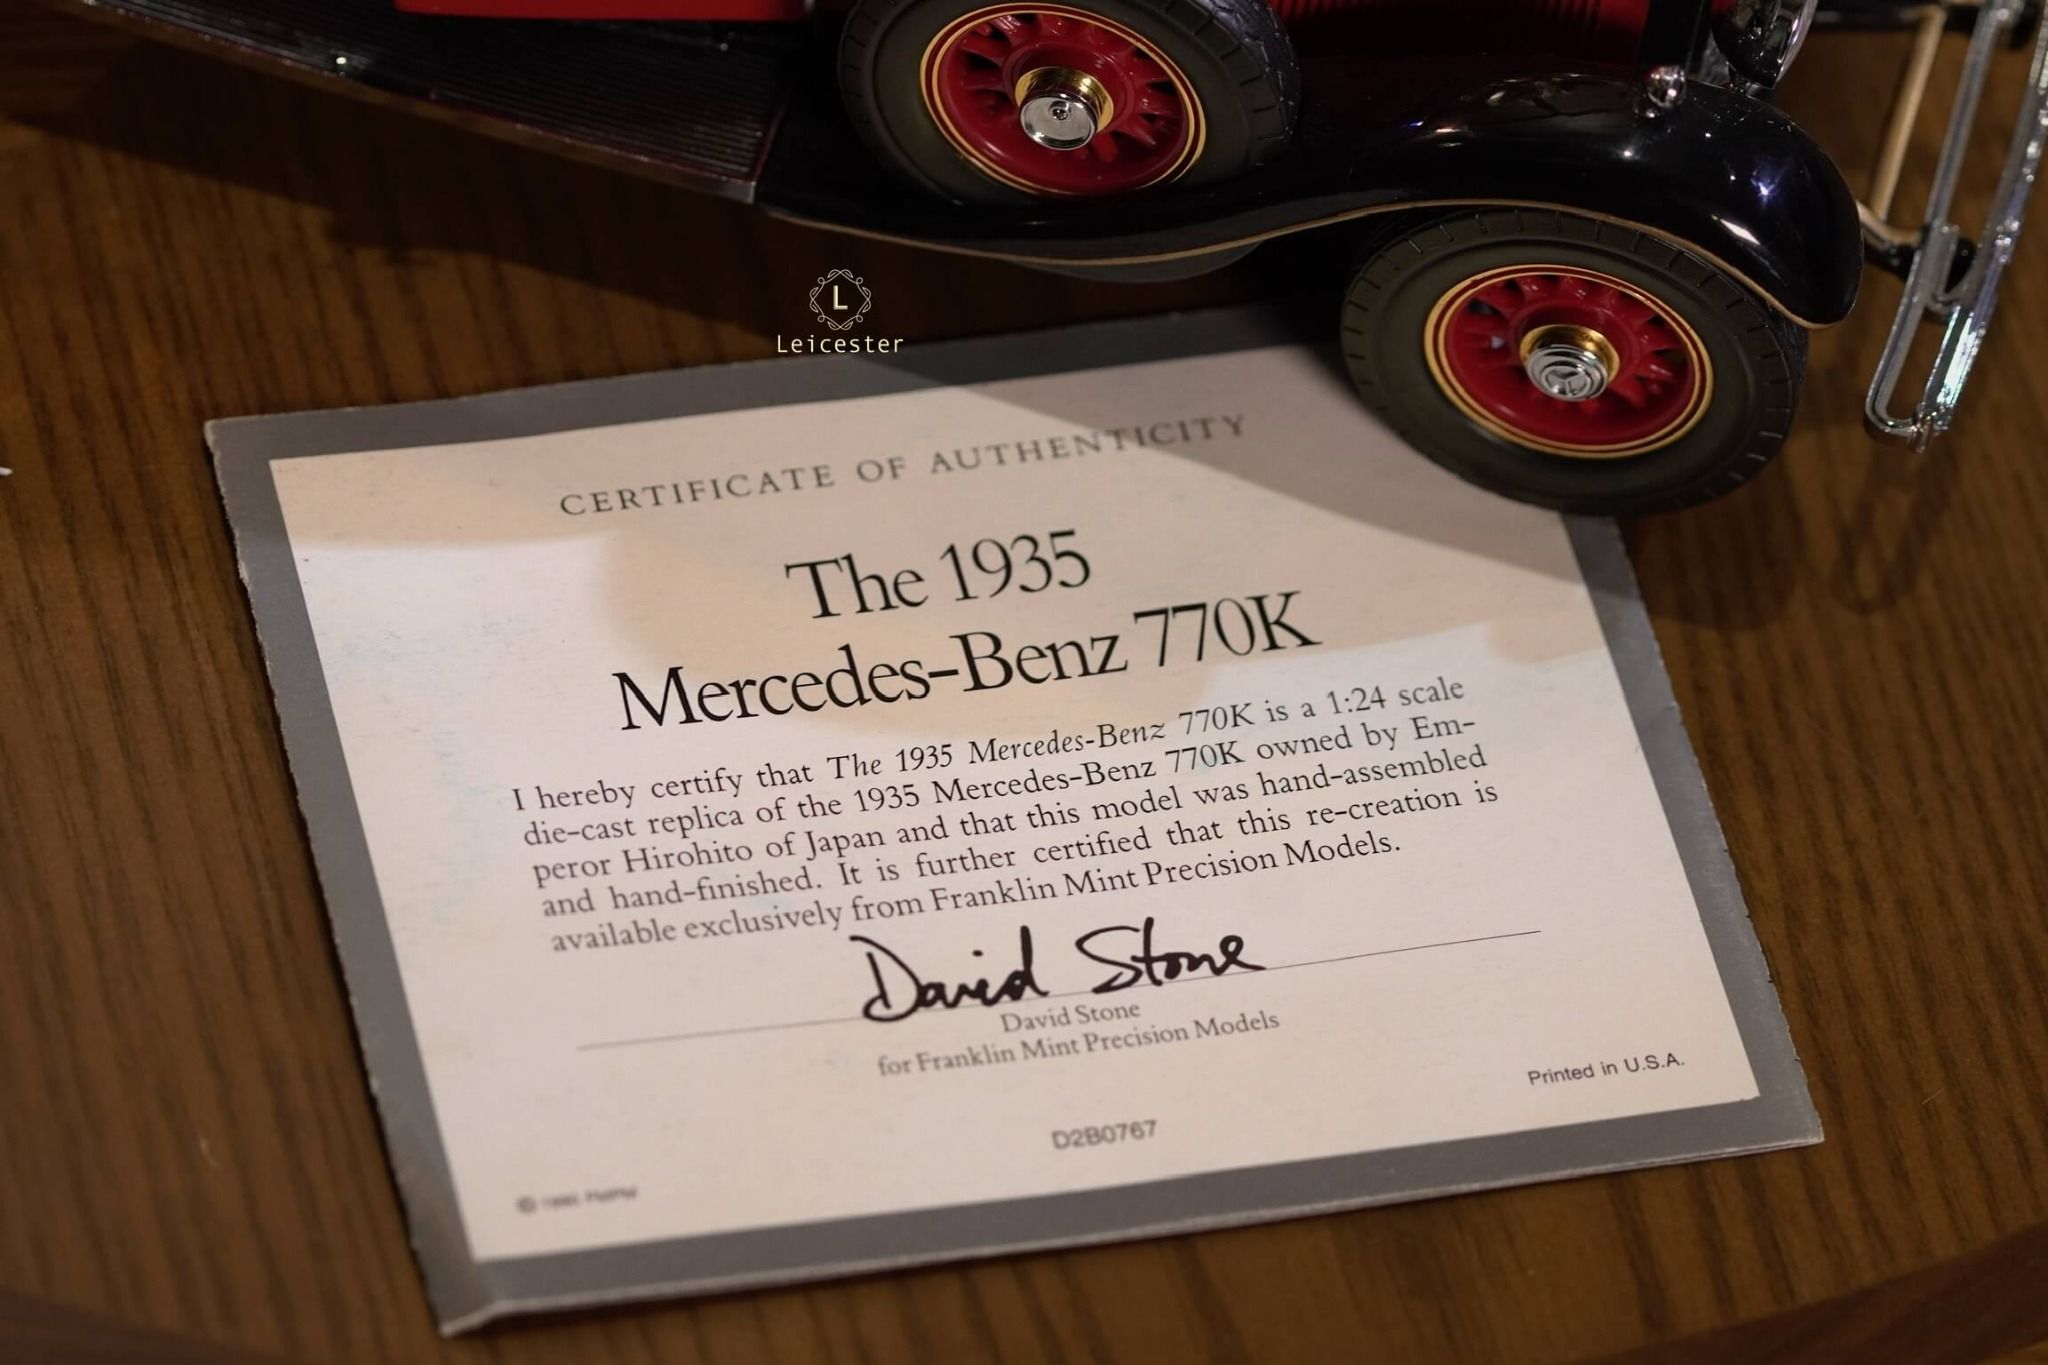 L
Leicester
CERTIFICATE OF AUTHENTICITY
The 1935
Mercedes-Benz 770K
I hereby certify that The 1935 Mercedes-Benz 770K is a 1:24 scale
die-cast replica of the 1935 Mercedes-Benz 770K owned by Em-
peror Hirohito of Japan and that this model was hand-assembled
and hand-finished. It is further certified that this re-creation is
available exclusively from Franklin Mint Precision Models.
David Stone
David Stone
for Franklin Mint Precision Models
Printed in U.S.A.
D2B0767
©